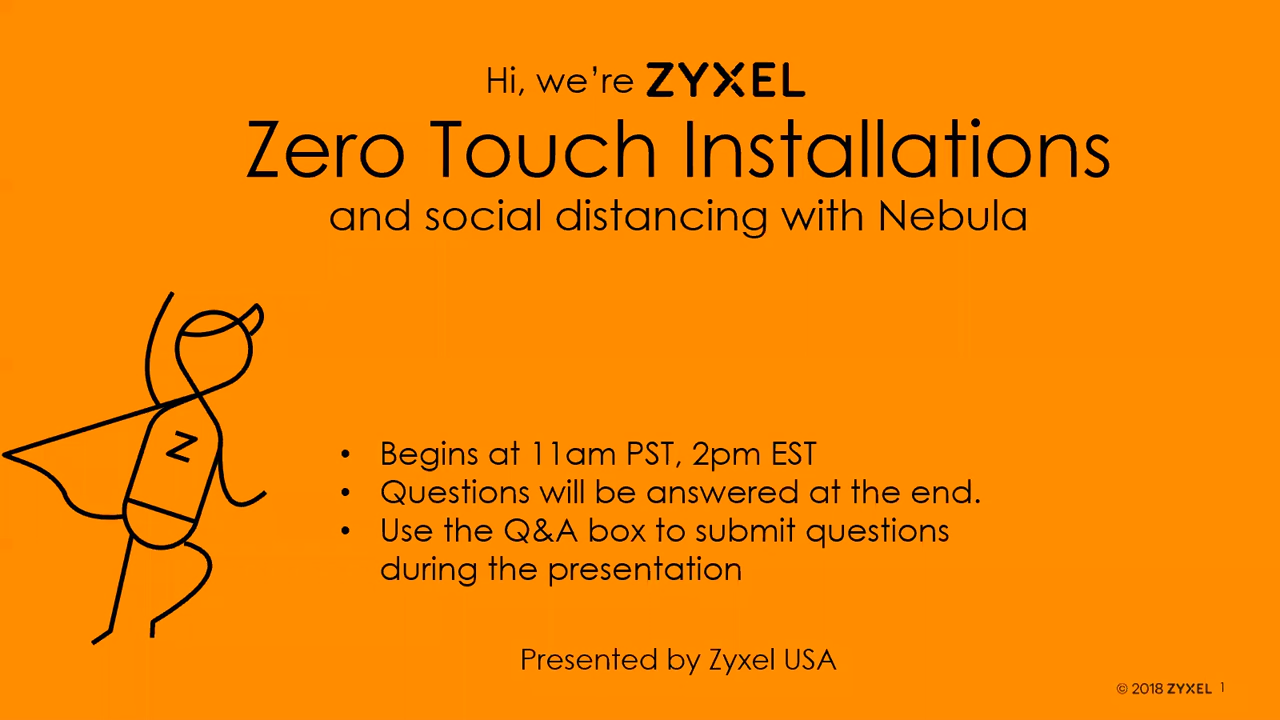 Hi, we're ZYXEL
Zero Touch Installations
and social distancing with Nebula
Z
• Begins at 11am PST, 2pm EST
• Questions will be answered at the end.
• Use the Q&A box to submit questions
during the presentation
Presented by Zyxel USA
© 2018 ZYXEL 1